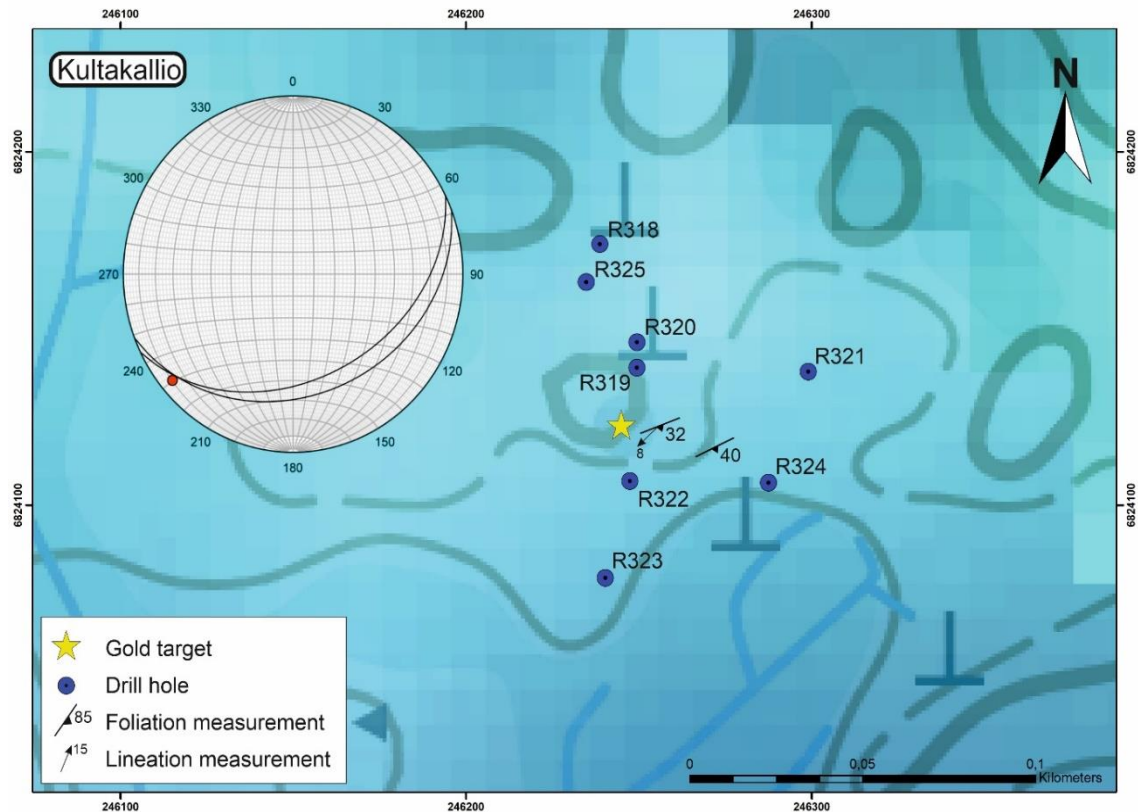 246100 246200 246300
Kultakallio
N
0
330 30
300 60
270 90
240 120
210 150
180
6824200 6824200
R318
R325
R320
R321
R319
32
8
40
R324
R322
6824100 6824100
R323
Gold target
Drill hole
85 Foliation measurement
15 Lineation measurement
0 0,05 0,1
Kilometers
246100 246200 246300